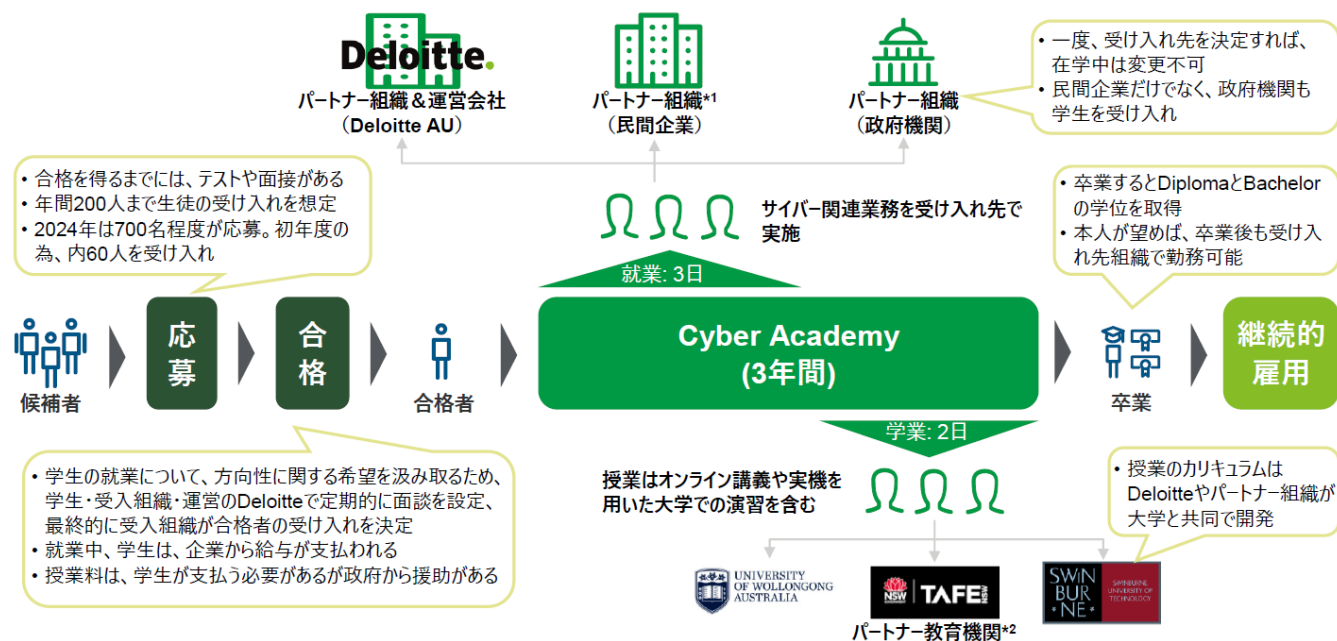 Deloitte.
パートナー組織＆運営会社
（Deloitte AU）
パートナー組織*1
（民間企業）
パートナー組織
（政府機関）
• 一度、受け入れ先を決定すれば、
在学中は変更不可
• 民間企業だけでなく、政府機関も
学生を受け入れ
• 合格を得るまでには、テストや面接がある
• 年間200人まで生徒の受け入れを想定
• 2024年は700名程度が応募。初年度の
為、内60人を受け入れ
サイバー関連業務を受け入れ先で
実施
• 卒業するとDiplomaとBachelor
の学位を取得
• 本人が望めば、卒業後も受け入
れ先組織で勤務可能
就業: 3日
候補者
応募
合格
合格者
Cyber Academy
(3年間)
卒業
継続的
雇用
学業: 2日
• 学生の就業について、方向性に関する希望を汲み取るため、
学生・受入組織・運営のDeloitteで定期的に面談を設定、
最終的に受入組織が合格者の受け入れを決定
• 就業中、学生は、企業から給与が支払われる
• 授業料は、学生が支払う必要があるが政府から援助がある
授業はオンライン講義や実機を
用いた大学での演習を含む
• 授業のカリキュラムは
Deloitteやパートナー組織が
大学と共同で開発
UNIVERSITY
OF WOLLONGONG
AUSTRALIA
NSW
TAFE NSW
SWIN
BUR
NE
SWINBURNE
UNIVERSITY OF
TECHNOLOGY
パートナー教育機関*2